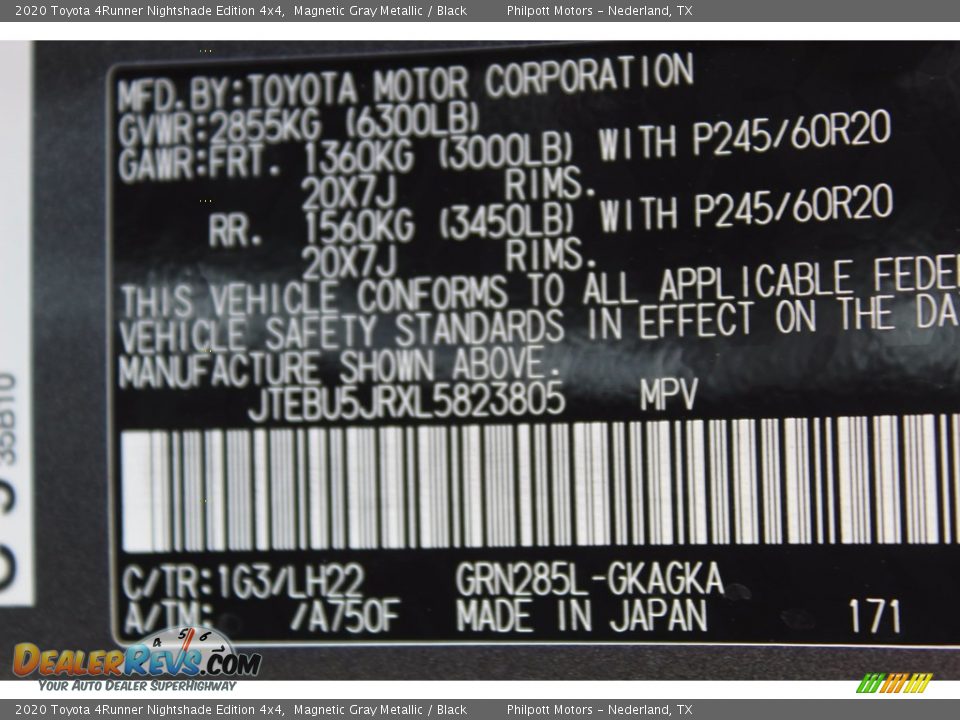 2020 Toyota 4Runner Nightshade Edition 4x4, Magnetic Gray Metallic / Black Philpott Motors - Nederland, TX
MFD.BY:TOYOTA MOTOR CORPORATION
GVWR:2855KG (6300LB)
GAWR:FRT. 1360KG (3000LB) WITH P245/60R20
20X7J RIMS.
RR. 1560KG (3450LB) WITH P245/60R20
20X7J RIMS.
THIS VEHICLE CONFORMS TO ALL APPLICABLE FEDE
VEHICLE SAFETY STANDARDS IN EFFECT ON THE DA
MANUFACTURE SHOWN ABOVE.
JTEBU5JRXL5823805 MPV
C/TR:1G3/LH22 GRN285L-GKAGKA
A/TM: /A750F MADE IN JAPAN 171
35B10
4 5 6
DEALERREVS.COM
YOUR AUTO DEALER SUPERHIGHWAY
2020 Toyota 4Runner Nightshade Edition 4x4, Magnetic Gray Metallic / Black Philpott Motors - Nederland, TX